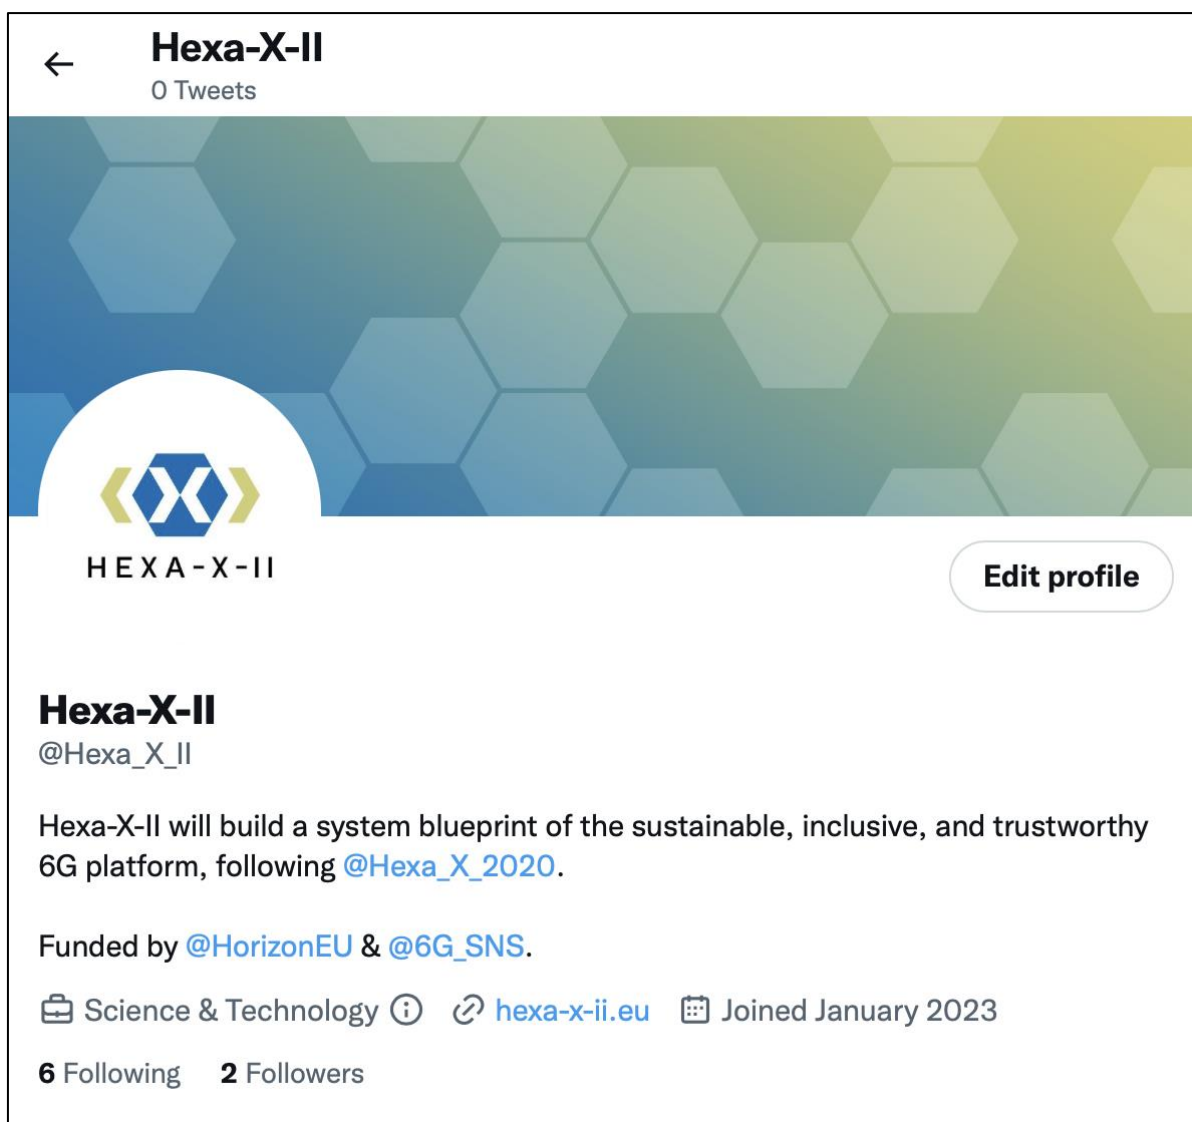 Hexa-X-II
0 Tweets
HEXA-X-II
Edit profile
Hexa-X-II
@Hexa_X_II
Hexa-X-II will build a system blueprint of the sustainable, inclusive, and trustworthy
6G platform, following @Hexa_X_2020.
Funded by @HorizonEU & @6G_SNS.
Science & Technology hexa-x-ii.eu Joined January 2023
6 Following 2 Followers